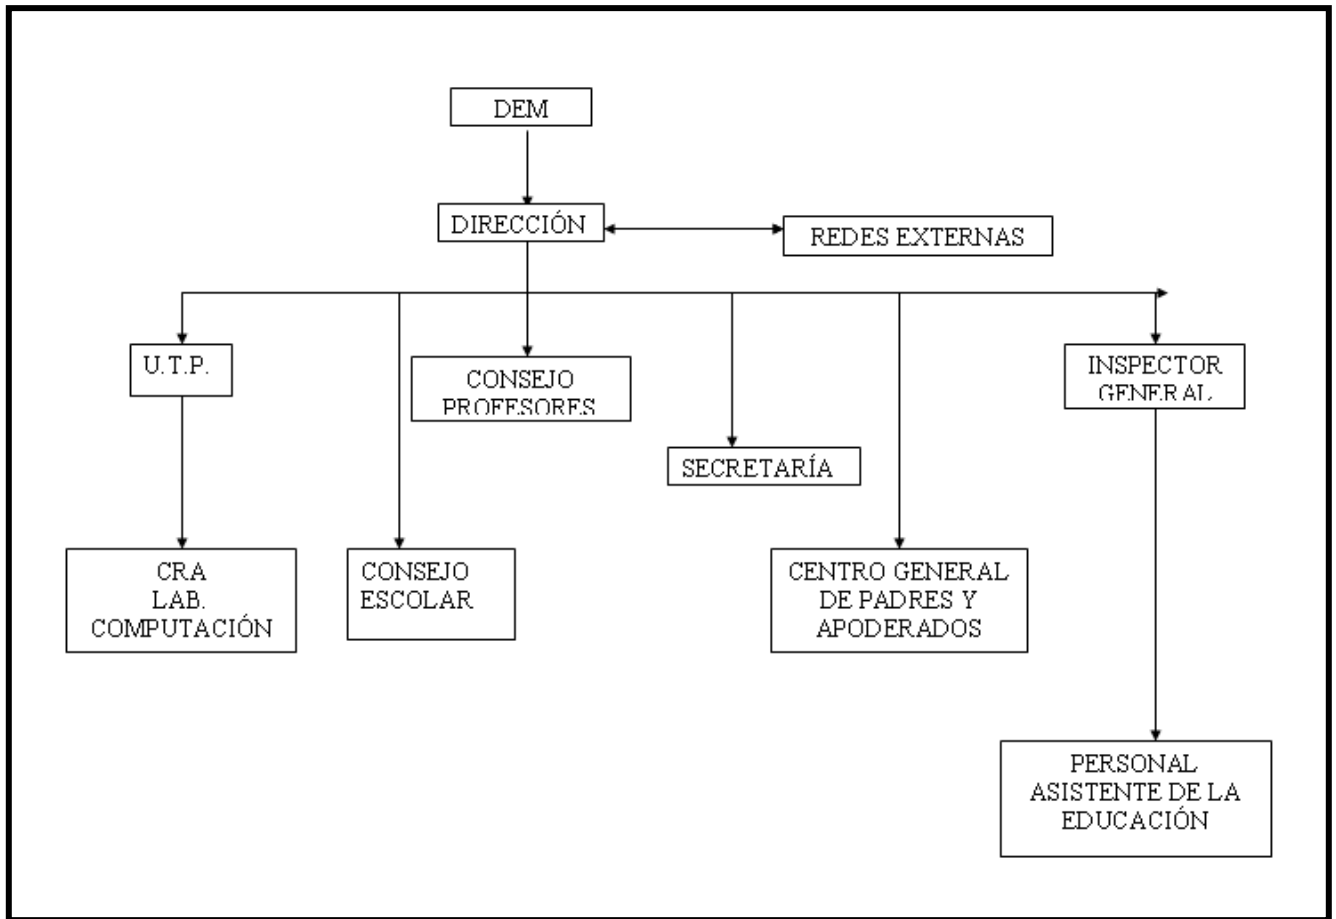 DEM
DIRECCIÓN
REDES EXTERNAS
U.T.P.
CONSEJO
PROFESORES
INSPECTOR
GENERAL
SECRETARÍA
CRA
LAB.
COMPUTACIÓN
CONSEJO
ESCOLAR
CENTRO GENERAL
DE PADRES Y
APODERADOS
PERSONAL
ASISTENTE DE LA
EDUCACIÓN